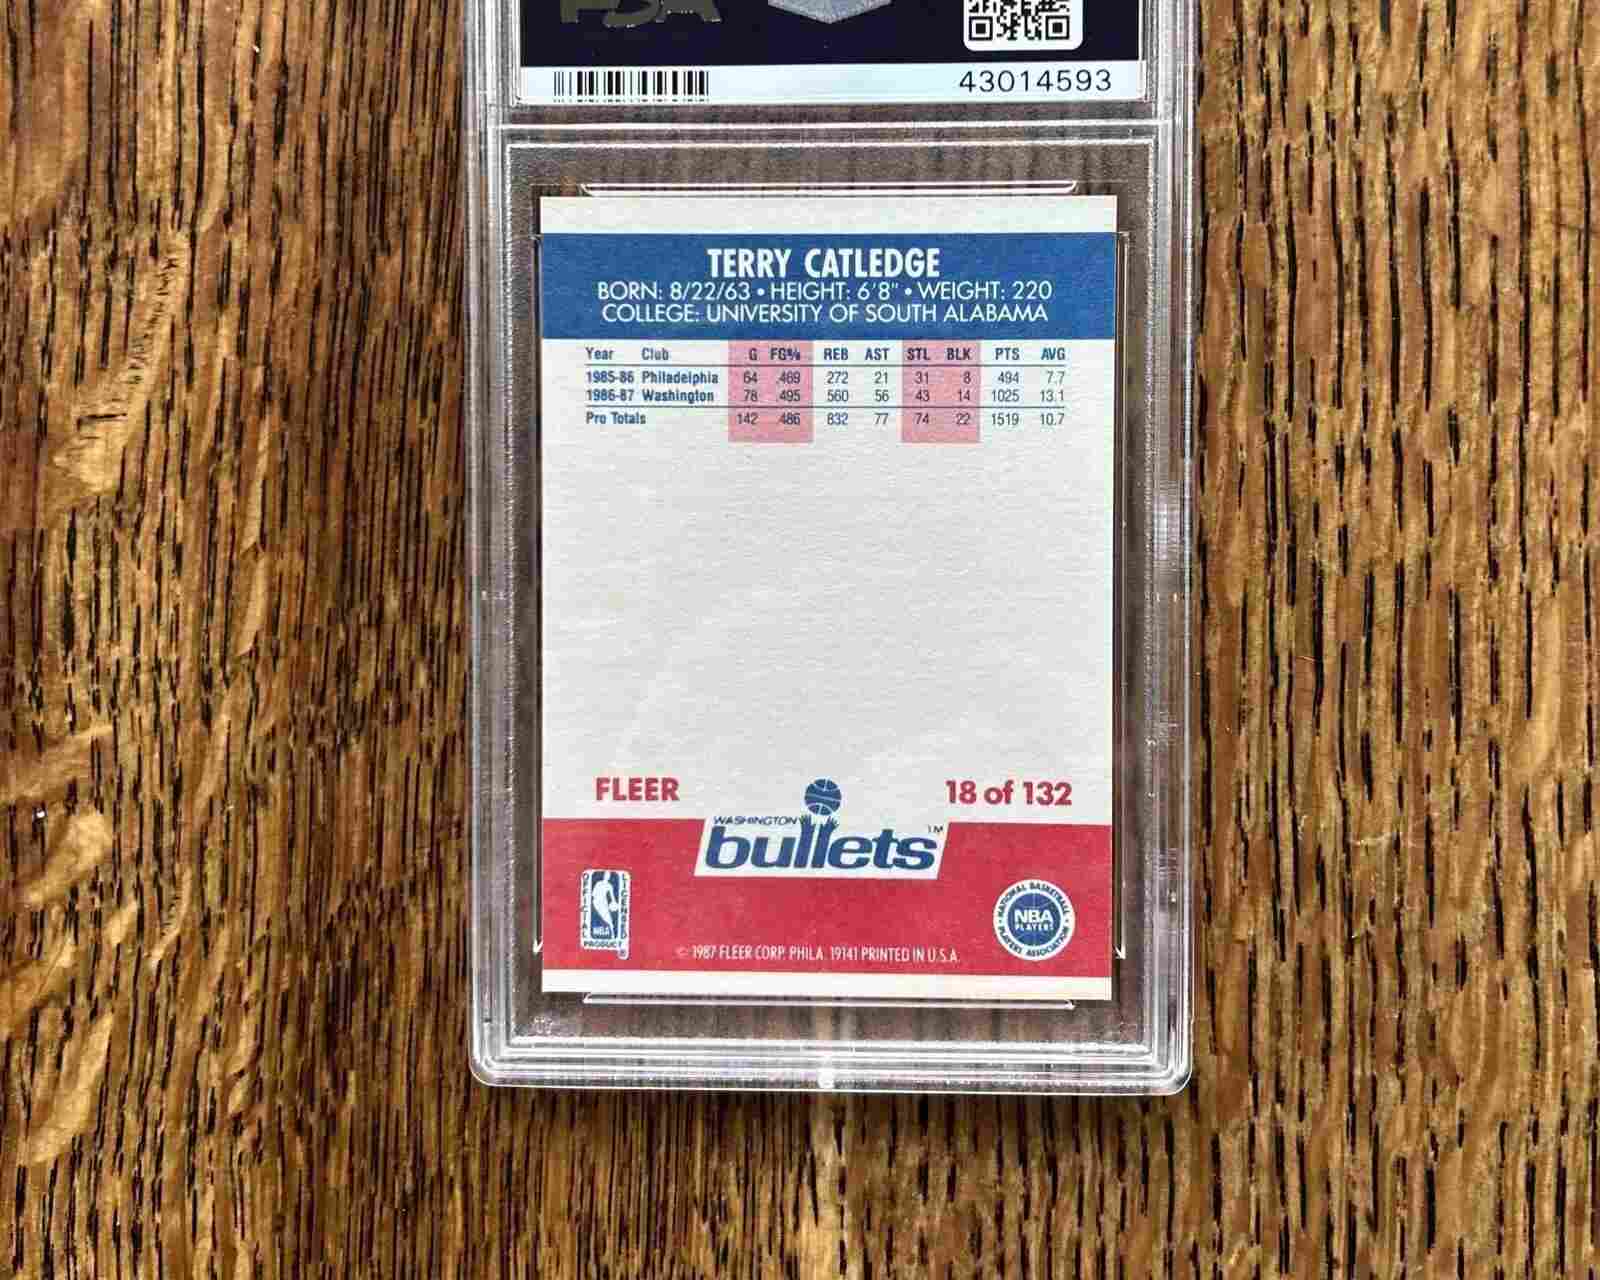 PSA
43014593
TERRY CATLEDGE
BORN: 8/22/63 • HEIGHT: 6'8" • WEIGHT: 220
COLLEGE: UNIVERSITY OF SOUTH ALABAMA
Year Club G FG% REB AST STL BLK PTS AVG
1985-86 Philadelphia 64 .469 272 21 31 8 494 7.7
1986-87 Washington 78 .495 560 56 43 14 1025 13.1
Pro Totals 142 .486 832 77 74 22 1519 10.7
FLEER
18 of 132
WASHINGTON
bullets™
OFFICIAL LICENSED
NBA
PRODUCT
®
NATIONAL BASKETBALL
NBA
PLAYERS
PLAYERS ASSOCIATION
© 1987 FLEER CORP. PHILA. 19141 PRINTED IN U.S.A.